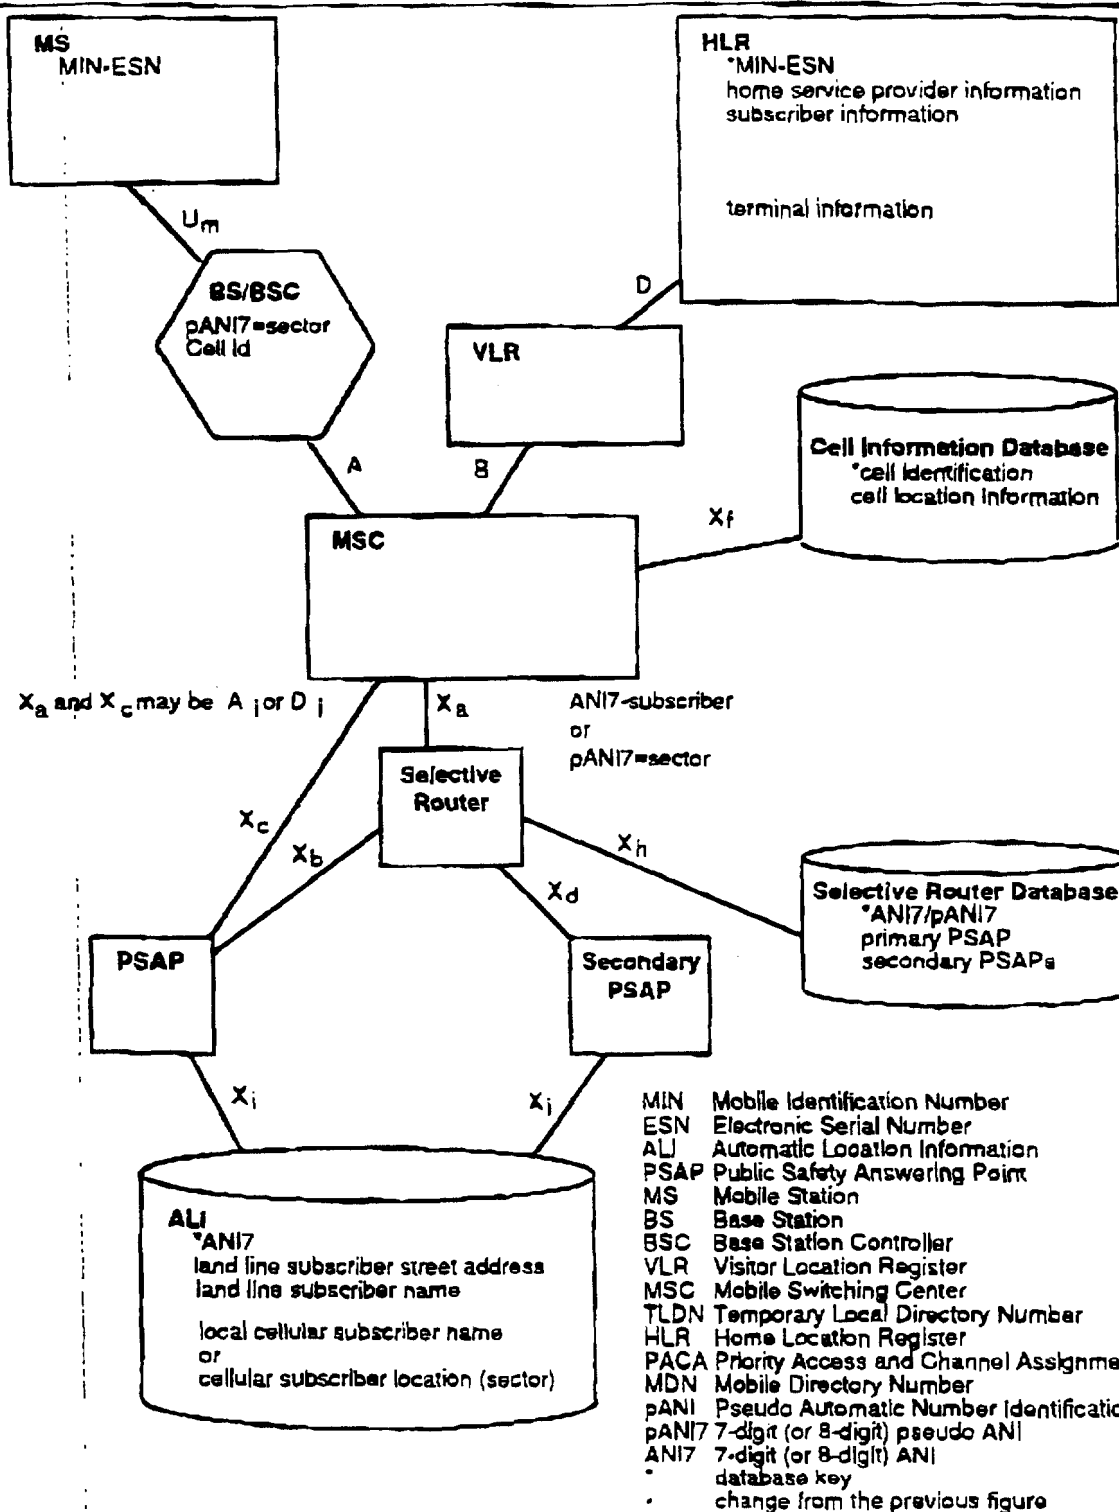 MS
MIN-ESN
HLR
*MIN-ESN
home service provider information
subscriber information
terminal information
Um
BS/BSC
pANI7=sector
Cell Id
D
VLR
Cell Information Database
*cell identification
cell location information
A
B
Xf
MSC
Xa and Xc may be Ai or Di
Xa
ANI7-subscriber
or
pANI7=sector
Selective
Router
Xc
Xb
Xh
Xd
Selective Router Database
*ANI7/pANI7
primary PSAP
secondary PSAPs
PSAP
Secondary
PSAP
Xi
Xi
ALI
*ANI7
land line subscriber street address
land line subscriber name
local cellular subscriber name
or
cellular subscriber location (sector)
MIN Mobile Identification Number
ESN Electronic Serial Number
ALI Automatic Location Information
PSAP Public Safety Answering Point
MS Mobile Station
BS Base Station
BSC Base Station Controller
VLR Visitor Location Register
MSC Mobile Switching Center
TLDN Temporary Local Directory Number
HLR Home Location Register
PACA Priority Access and Channel Assignme
MDN Mobile Directory Number
pANI Pseudo Automatic Number Identificatio
pANI7 7-digit (or 8-digit) pseudo ANI
ANI7 7-digit (or 8-digit) ANI
* database key
• change from the previous figure